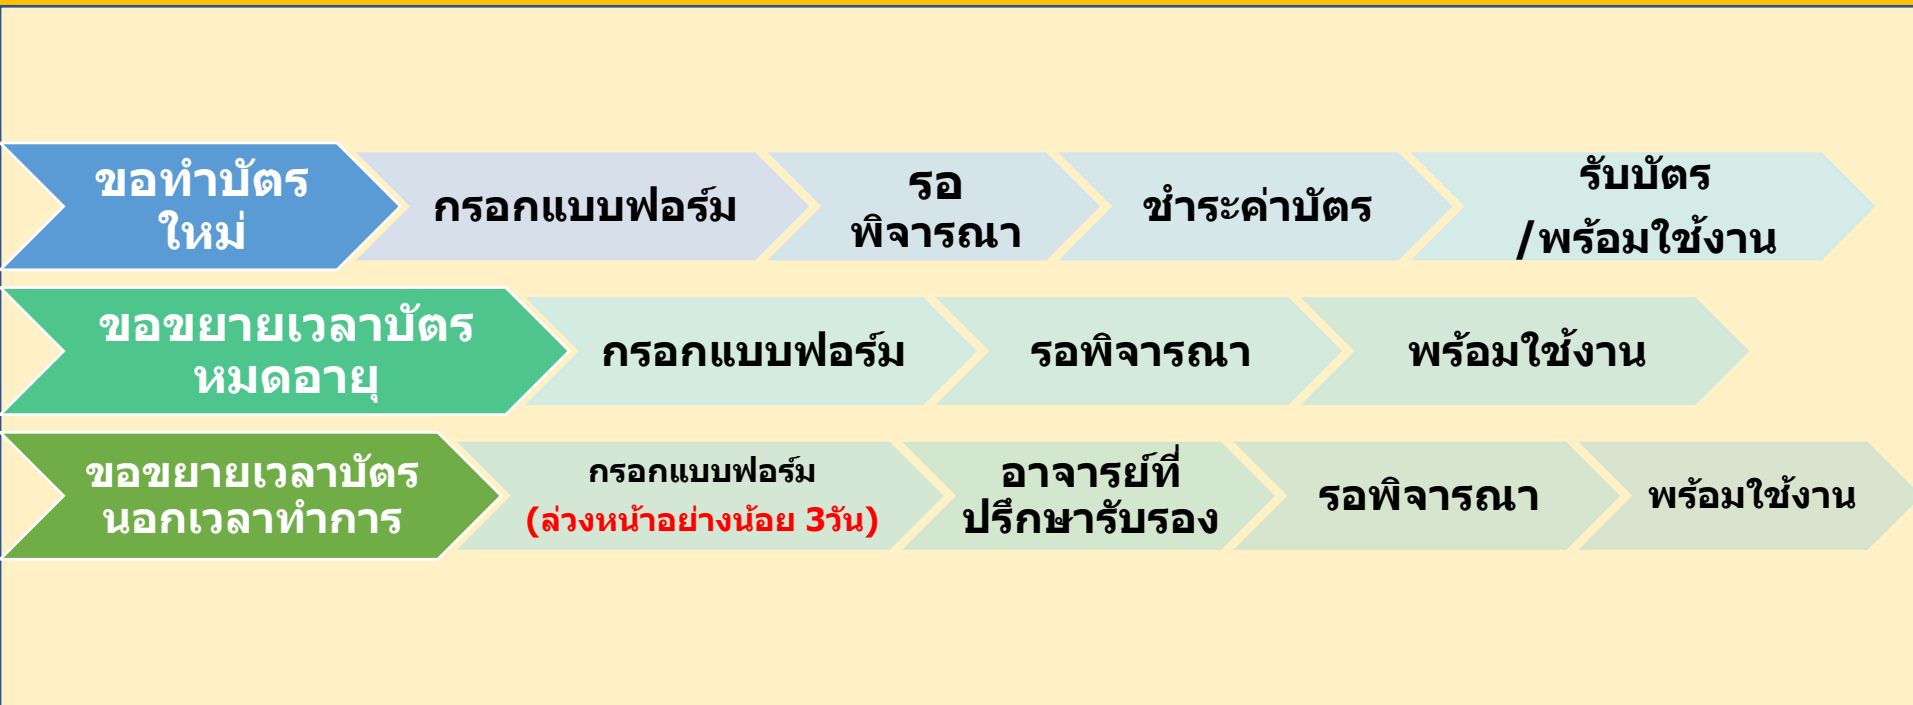 ขอทำบัตร
ใหม่
กรอกแบบฟอร์ม
รอ
พิจารณา
ชำระค่าบัตร
รับบัตร
/พร้อมใช้งาน
ขอขยายเวลาบัตร
หมดอายุ
กรอกแบบฟอร์ม
รอพิจารณา
พร้อมใช้งาน
ขอขยายเวลาบัตร
นอกเวลาทำการ
กรอกแบบฟอร์ม
(ล่วงหน้าอย่างน้อย 3วัน)
อาจารย์ที่
ปรึกษารับรอง
รอพิจารณา
พร้อมใช้งาน